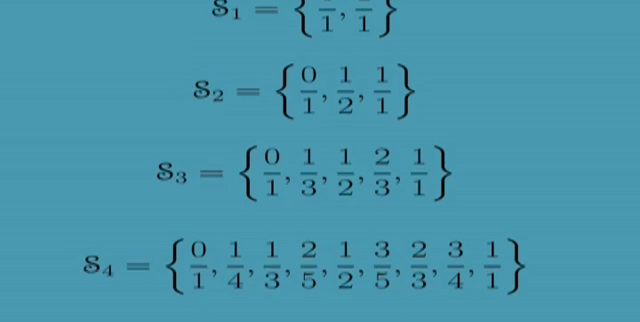 S₁ = { /1, /1 }
S₂ = {0/1, 1/2, 1/1}
S₃ = {0/1, 1/3, 1/2, 2/3, 1/1}
S₄ = {0/1, 1/4, 1/3, 2/5, 1/2, 3/5, 2/3, 3/4, 1/1}